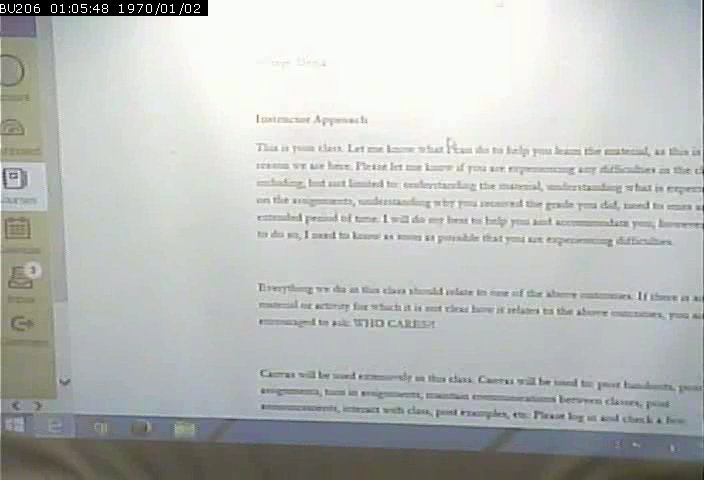 BU206 01:05:48 1970/01/02
Instructor Approach
This is your class. Let me know what I can do to help you learn the material, as this is
reason we are here. Please let me know if you are experiencing any difficulties in the
including, but not limited to: understanding the material, understanding what is
on the assignments, understanding why you received the grade you did, need to
extended period of time. I will do my best to help you and accommodate you,
to do so, I need to know as soon as possible that you are experiencing difficulties.
Everything we do in this class should relate to one of the above outcomes. If there is
material or activity for which it is not clear how it relates to the above outcomes, you
encouraged to ask: WHO CARES?!
Canvas will be used extensively in this class. Canvas will be used to: post handouts, post
assignments, turn in assignments, maintain communications between classes, post
announcements, interact with class, post examples, etc. Please log in and check a few
3